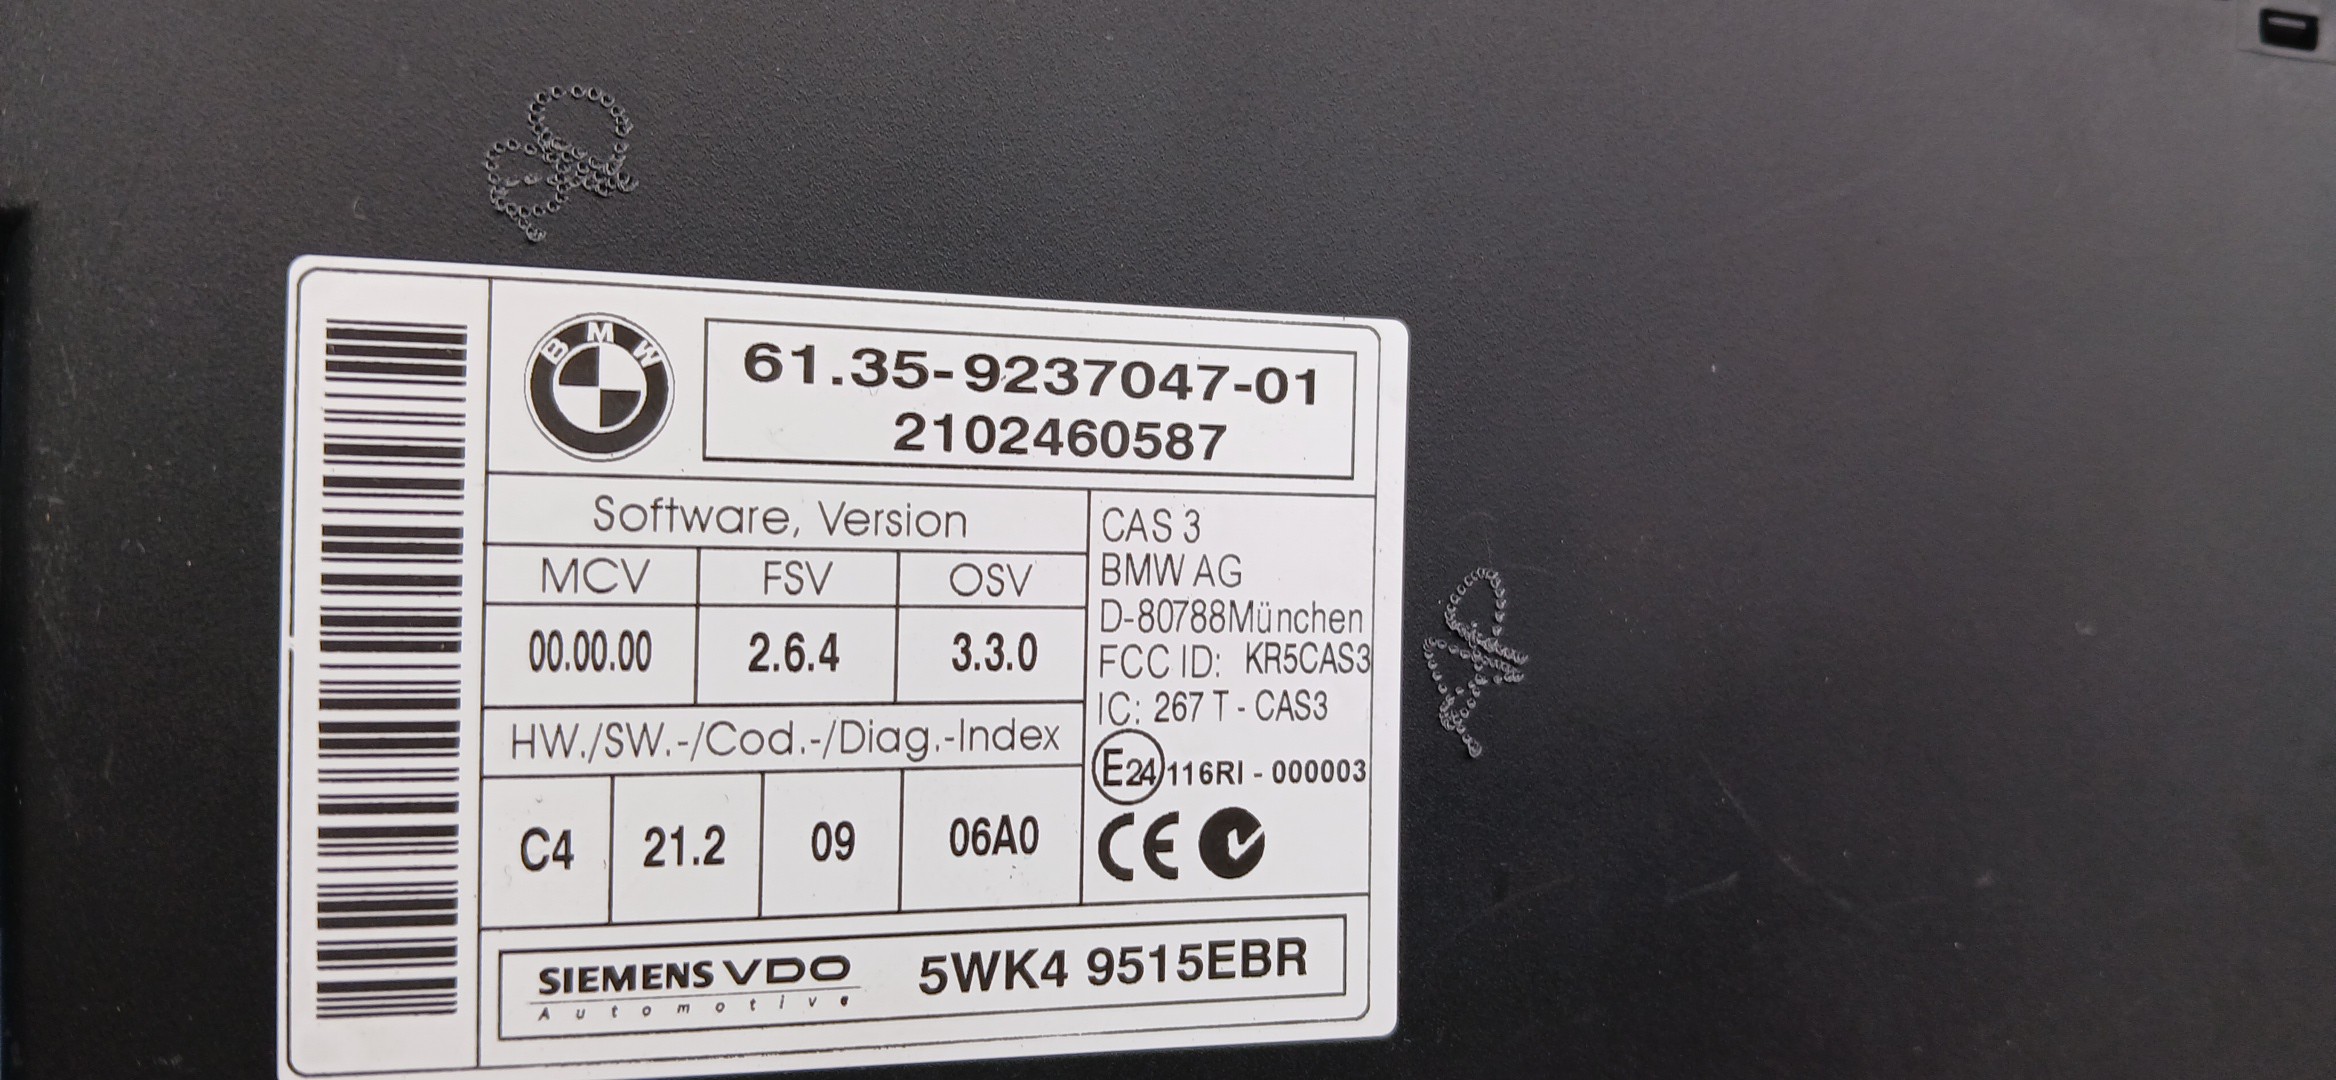 BMW
61.35-9237047-01
2102460587
Software, Version
MCV FSV OSV
00.00.00 2.6.4 3.3.0
HW./SW.-/Cod.-/Diag.-Index
C4 21.2 09 06A0
CAS 3
BMW AG
D-80788München
FCC ID: KR5CAS3
IC: 267 T - CAS3
E24 116RI - 000003
CE
SIEMENS VDO
Automotive
5WK4 9515EBR